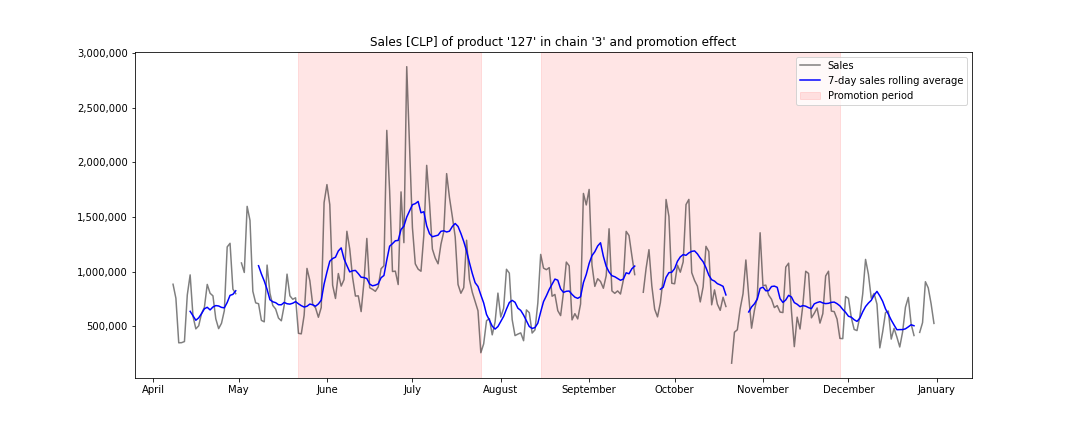 Sales [CLP] of product '127' in chain '3' and promotion effect
3,000,000
2,500,000
2,000,000
1,500,000
1,000,000
500,000
Sales
7-day sales rolling average
Promotion period
April May June July August September October November December January